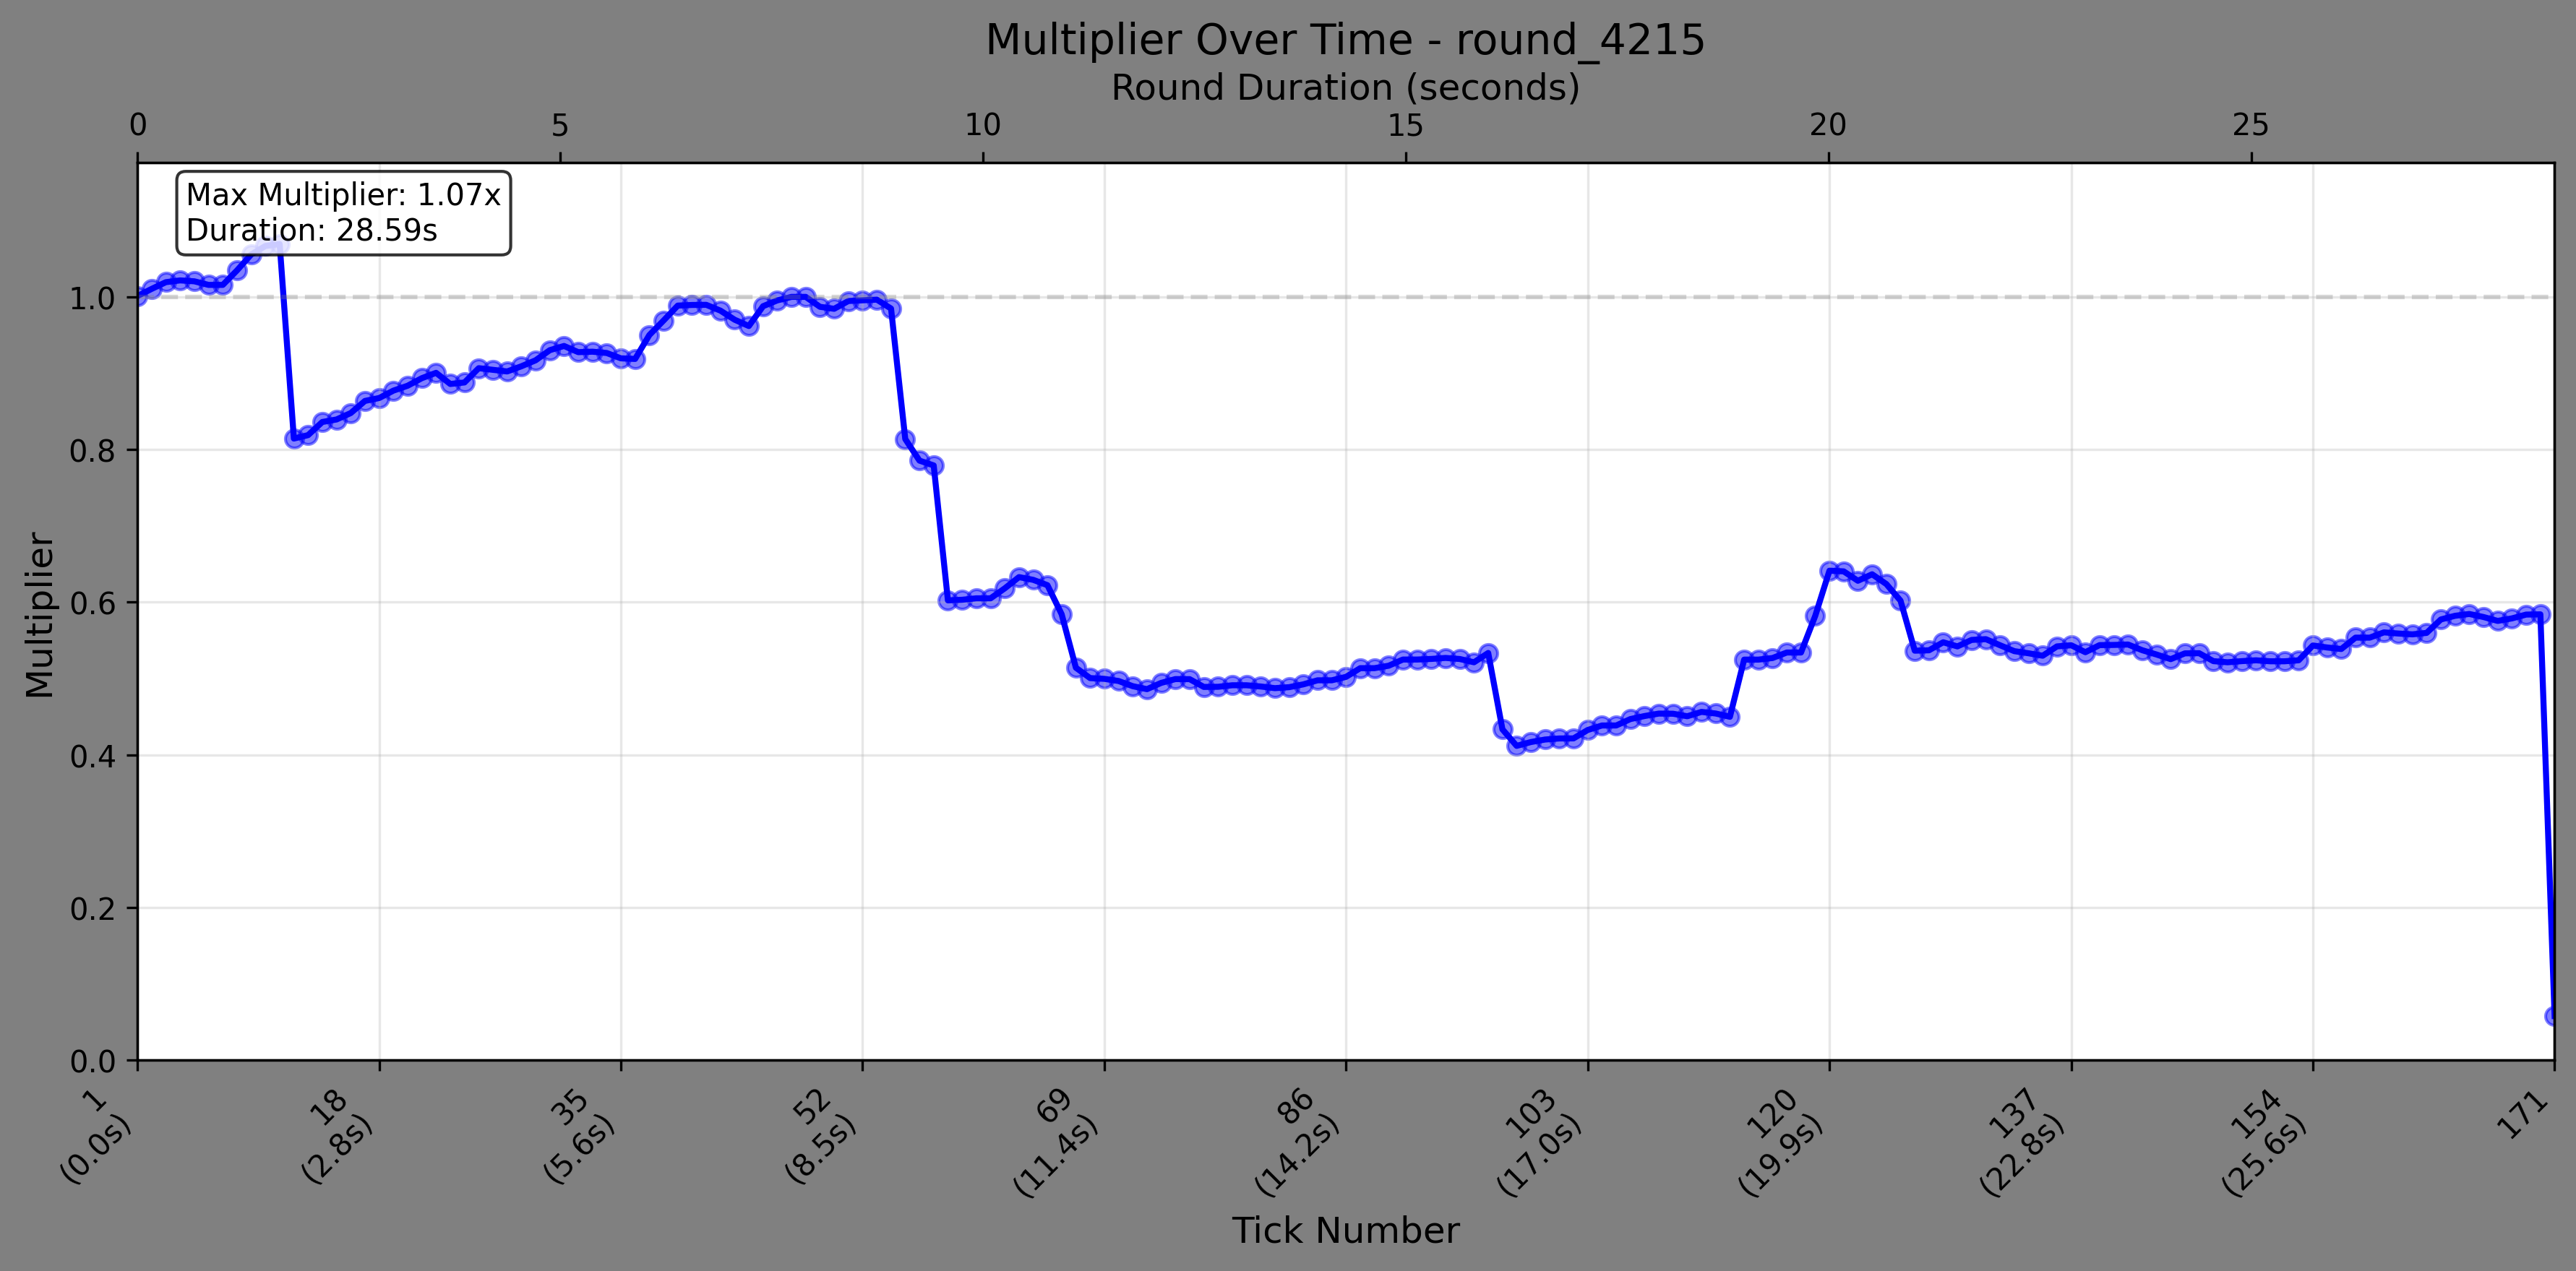 Multiplier Over Time - round_4215
Round Duration (seconds)
0 5 10 15 20 25
Max Multiplier: 1.07x
Duration: 28.59s
Multiplier
1.0
0.8
0.6
0.4
0.2
0.0
1
(0.0s)
18
(2.8s)
35
(5.6s)
52
(8.5s)
69
(11.4s)
86
(14.2s)
103
(17.0s)
120
(19.9s)
137
(22.8s)
154
(25.6s)
171
Tick Number